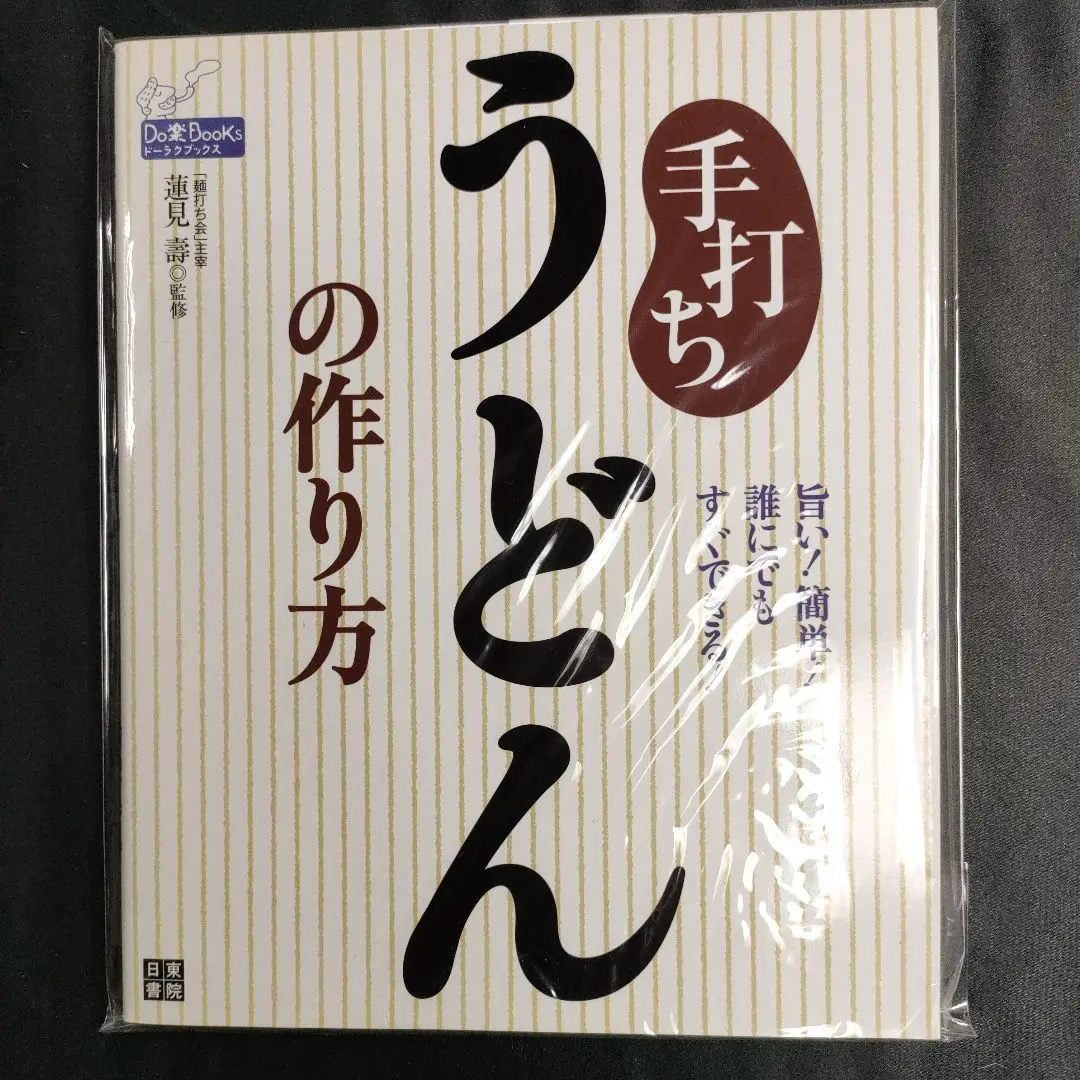 手打ち
うどん
の作り方
旨い!簡単!
誰にでも
すぐできる!
Do楽BooKs
ドーラクブックス
「麺打ち会」主宰
蓮見 壽◎監修
日東書院